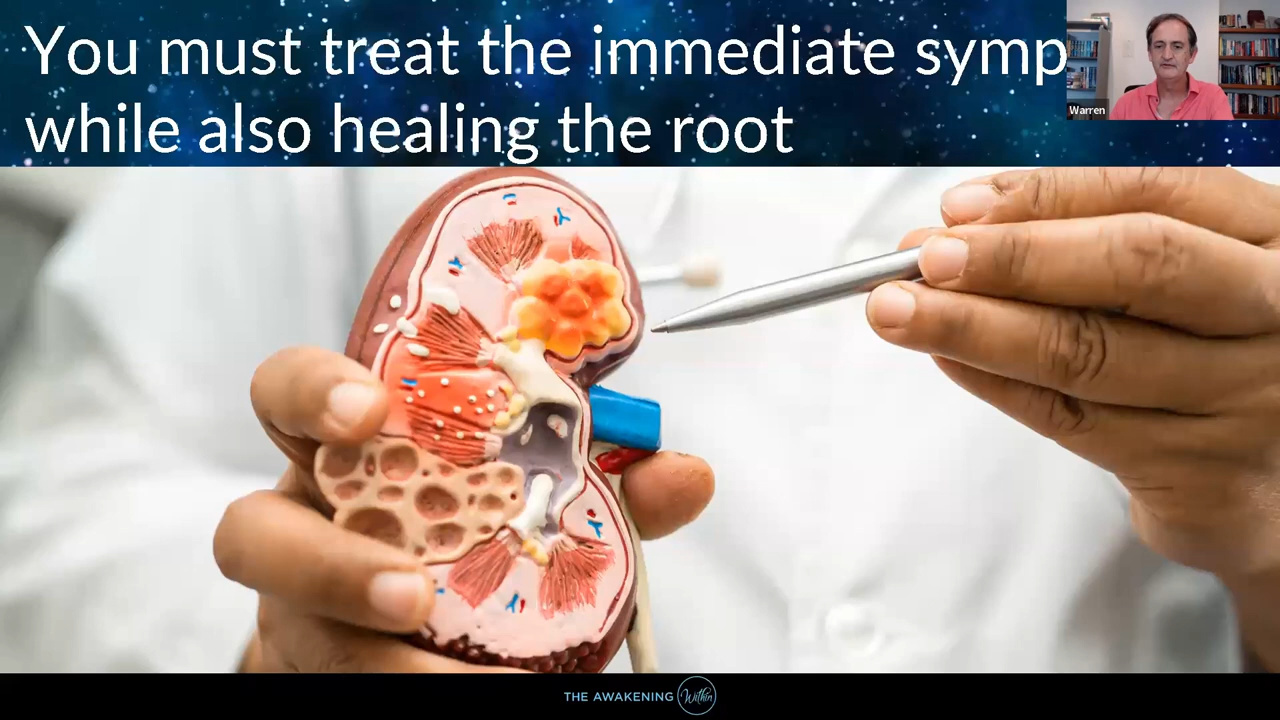 You must treat the immediate symp
while also healing the root
Warren
THE AWAKENING Within